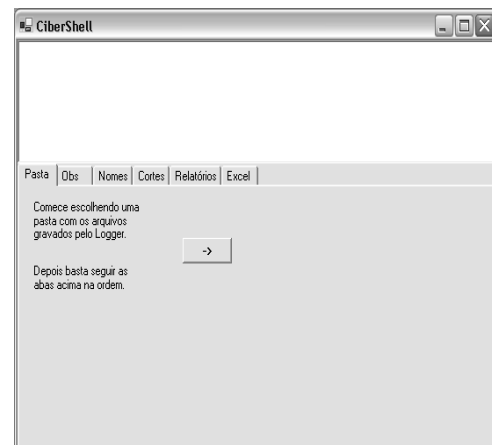 CiberShell
Pasta Obs Nomes Cortes Relatórios Excel
Comece escolhendo uma
pasta com os arquivos
gravados pelo Logger.
->
Depois basta seguir as
abas acima na ordem.